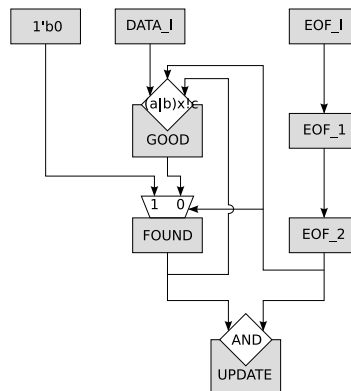 1'b0
DATA_I
EOF_I
(a|b)x!c
GOOD
EOF_1
1 0
FOUND
EOF_2
AND
UPDATE